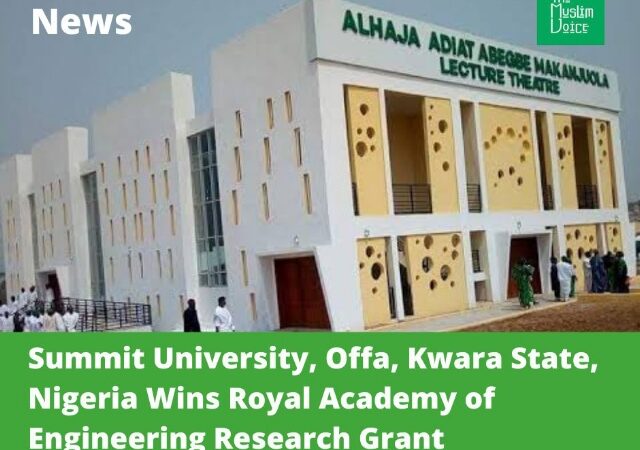 News
The
Muslim
Voice
ALHAJA ADIAT ABEGBE MAKANJUOLA
LECTURE THEATRE
Summit University, Offa, Kwara State,
Nigeria Wins Royal Academy of
Engineering Research Grant